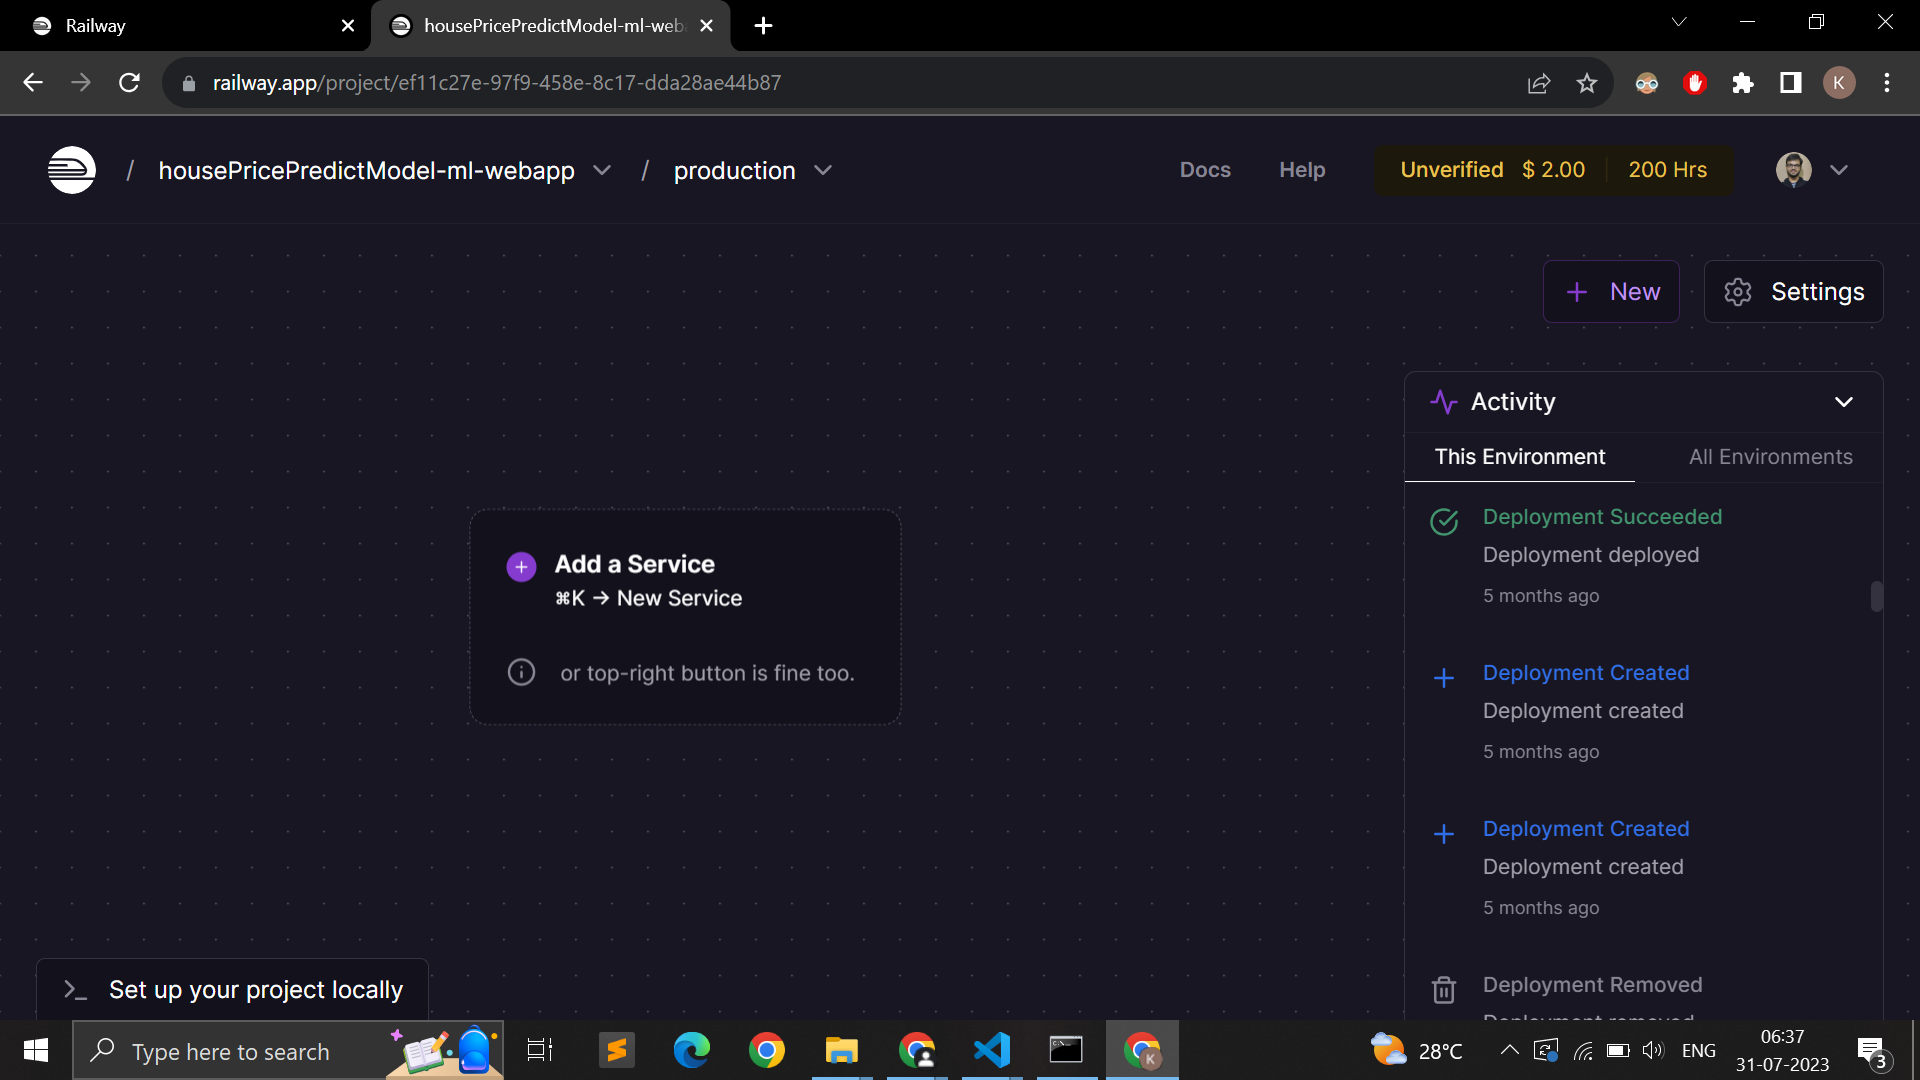 Railway
housePricePredictModel-ml-web
railway.app/project/ef11c27e-97f9-458e-8c17-dda28ae44b87
K
/ housePricePredictModel-ml-webapp / production
Docs
Help
Unverified $ 2.00 200 Hrs
New
Settings
Activity
This Environment
All Environments
Deployment Succeeded
Deployment deployed
5 months ago
Deployment Created
Deployment created
5 months ago
Deployment Created
Deployment created
5 months ago
Deployment Removed
Deployment removed
Add a Service
⌘K → New Service
or top-right button is fine too.
Set up your project locally
Type here to search
K
28°C
ENG
06:37
31-07-2023
3